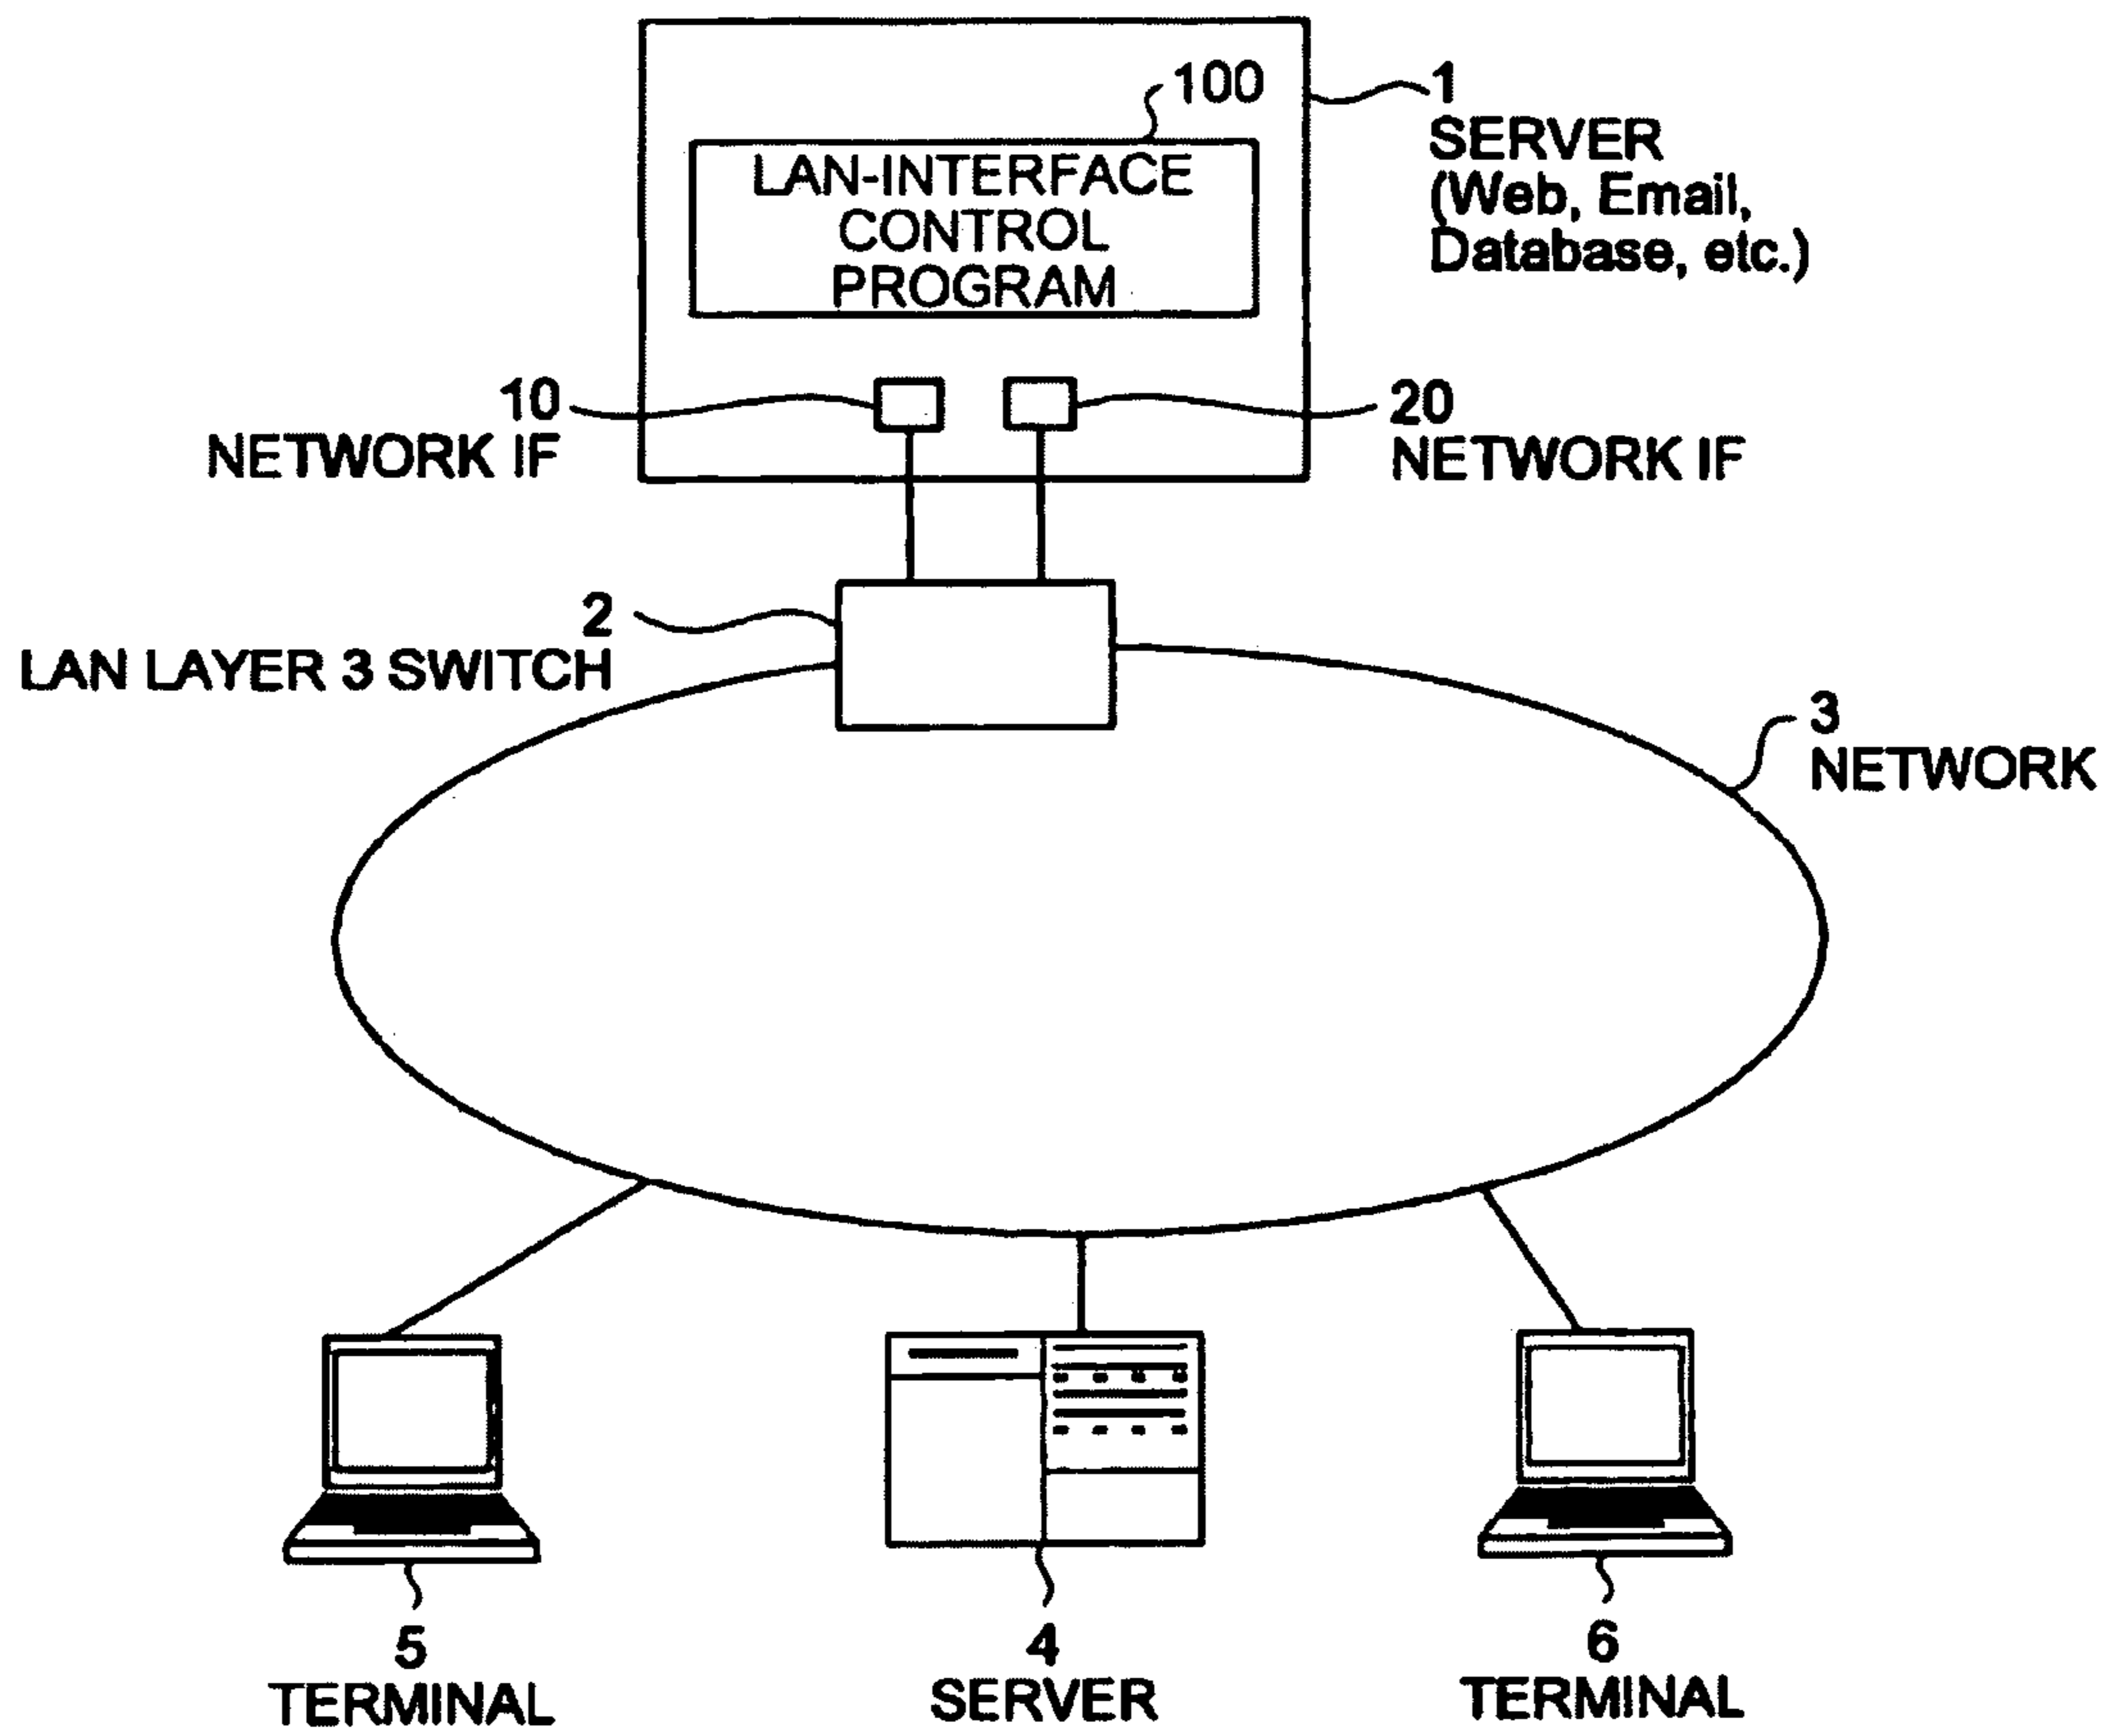 100
LAN-INTERFACE
CONTROL
PROGRAM
1
SERVER
(Web, Email,
Database, etc.)
10
NETWORK IF
20
NETWORK IF
2
LAN LAYER 3 SWITCH
3
NETWORK
5
TERMINAL
4
SERVER
6
TERMINAL